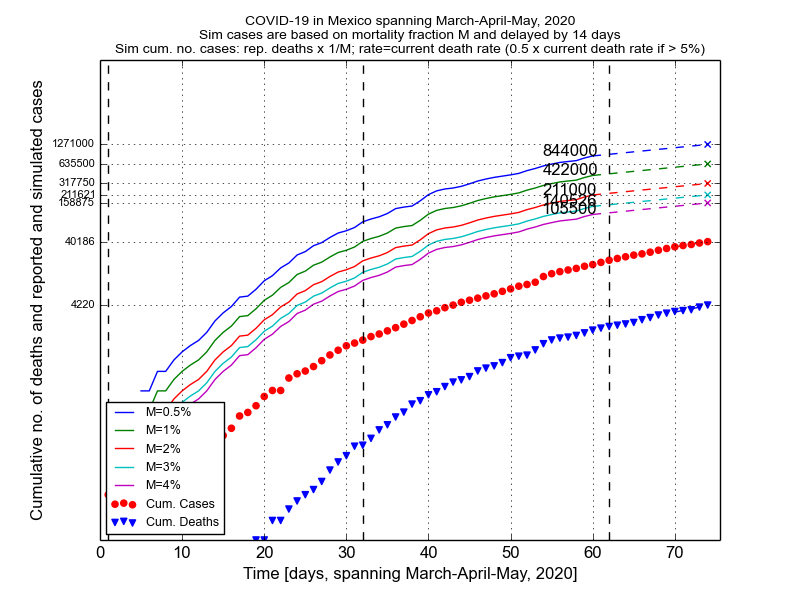 COVID-19 in Mexico spanning March-April-May, 2020
Sim cases are based on mortality fraction M and delayed by 14 days
Sim cum. no. cases: rep. deaths x 1/M; rate=current death rate (0.5 x current death rate if > 5%)
Cumulative no. of deaths and reported and simulated cases
1271000
635500
317750
211621
158875
40186
4220
844000
422000
211000
140526
105500
M=0.5%
M=1%
M=2%
M=3%
M=4%
Cum. Cases
Cum. Deaths
0 10 20 30 40 50 60 70
Time [days, spanning March-April-May, 2020]